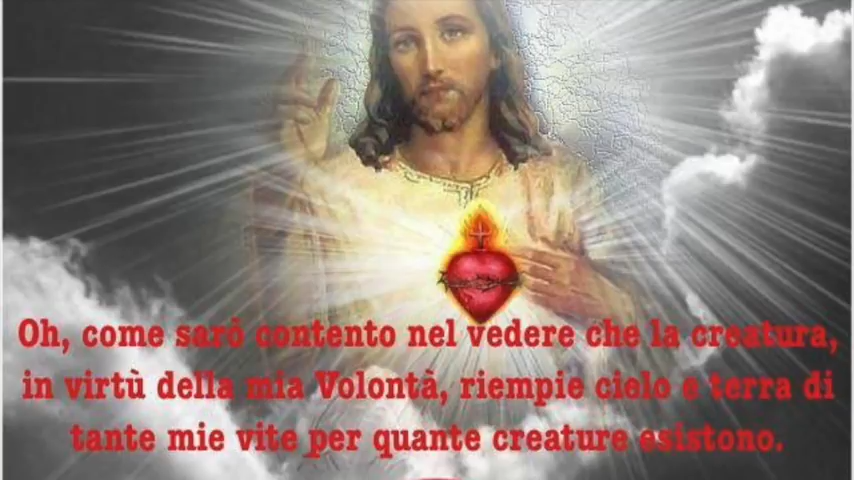 Oh, come sarò contento nel vedere che la creatura,
in virtù della mia Volontà, riempie cielo e terra di
tante mie vite per quante creature esistono.